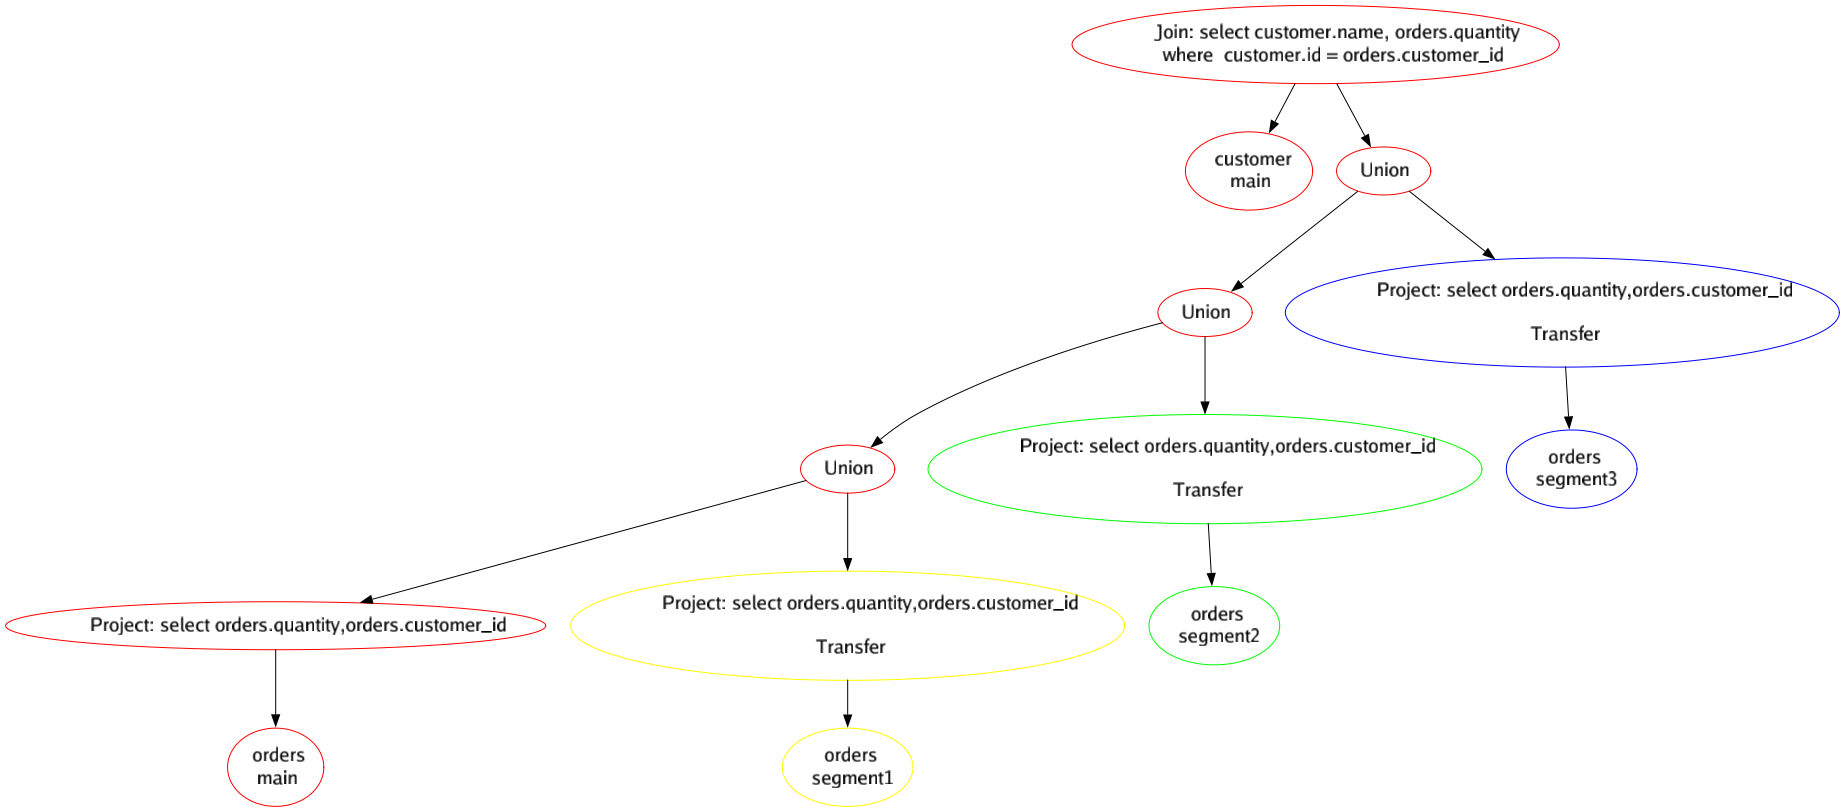 Join: select customer.name, orders.quantity
where  customer.id = orders.customer_id
customer
main
Union
Union
Project: select orders.quantity,orders.customer_id
Transfer
Union
Project: select orders.quantity,orders.customer_id
Transfer
orders
segment3
Project: select orders.quantity,orders.customer_id
Project: select orders.quantity,orders.customer_id
Transfer
orders
segment2
orders
main
orders
segment1